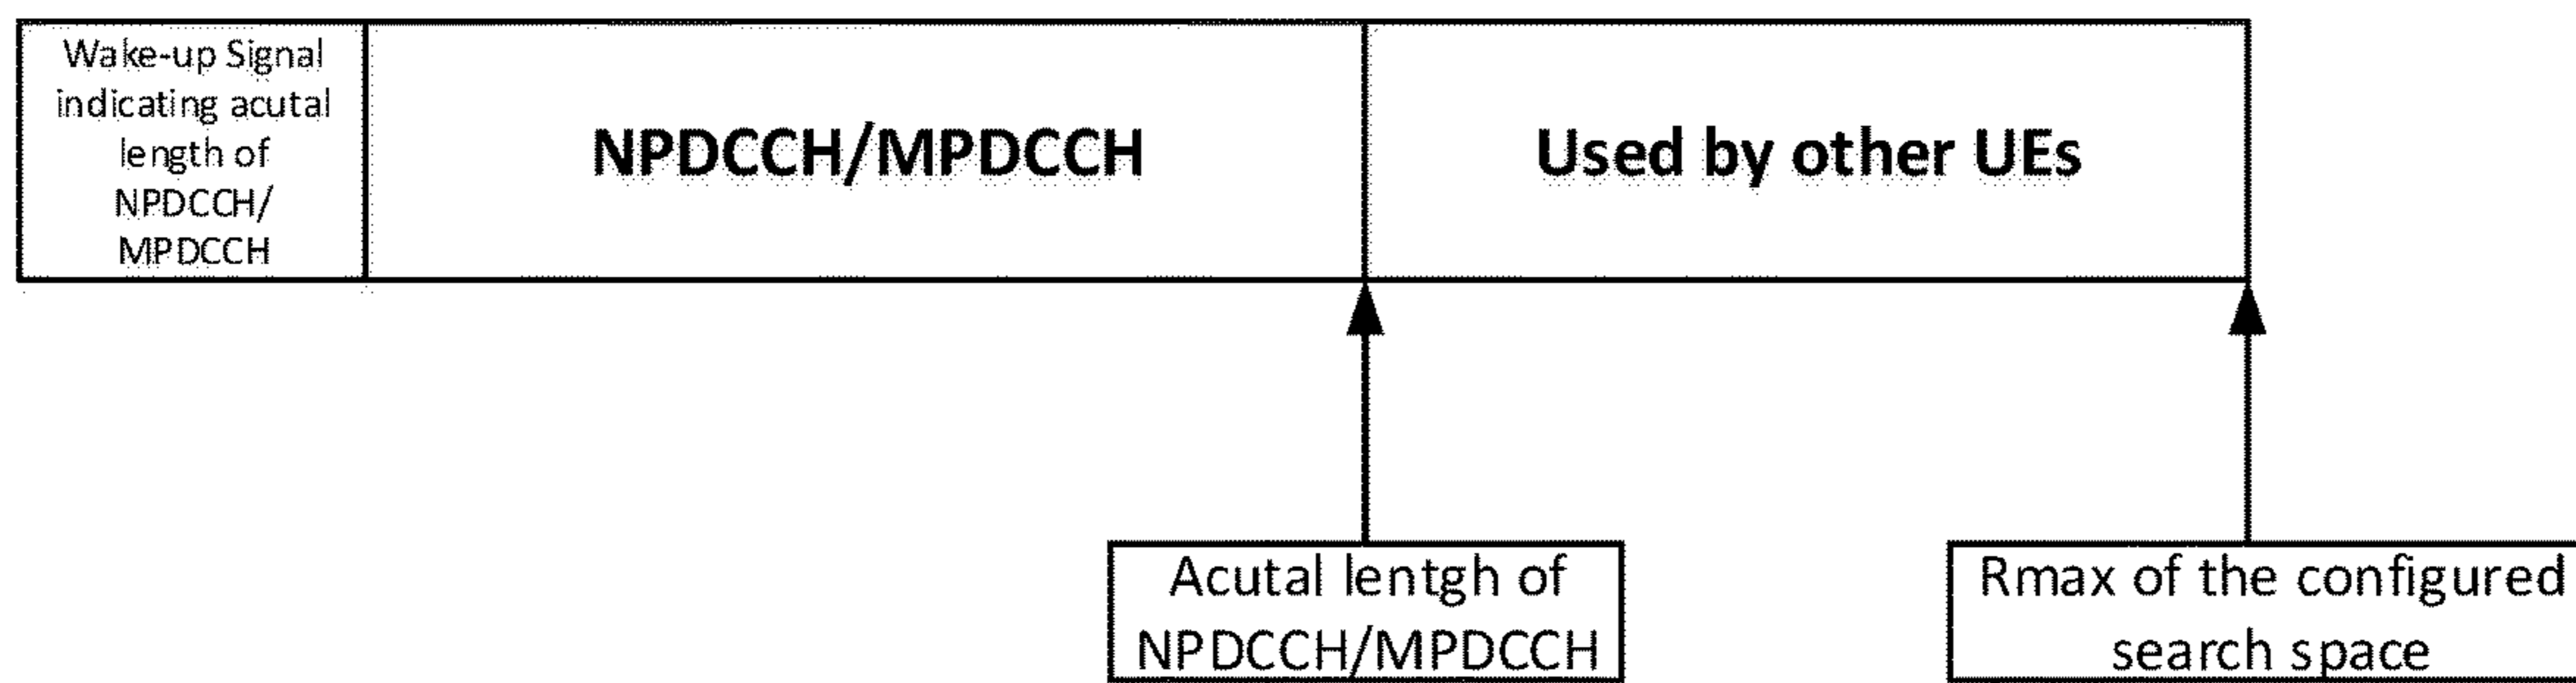 Wake-up Signal
indicating acutal
length of
NPDCCH/
MPDCCH
NPDCCH/MPDCCH
Used by other UEs
Acutal lentgh of
NPDCCH/MPDCCH
Rmax of the configured
search space